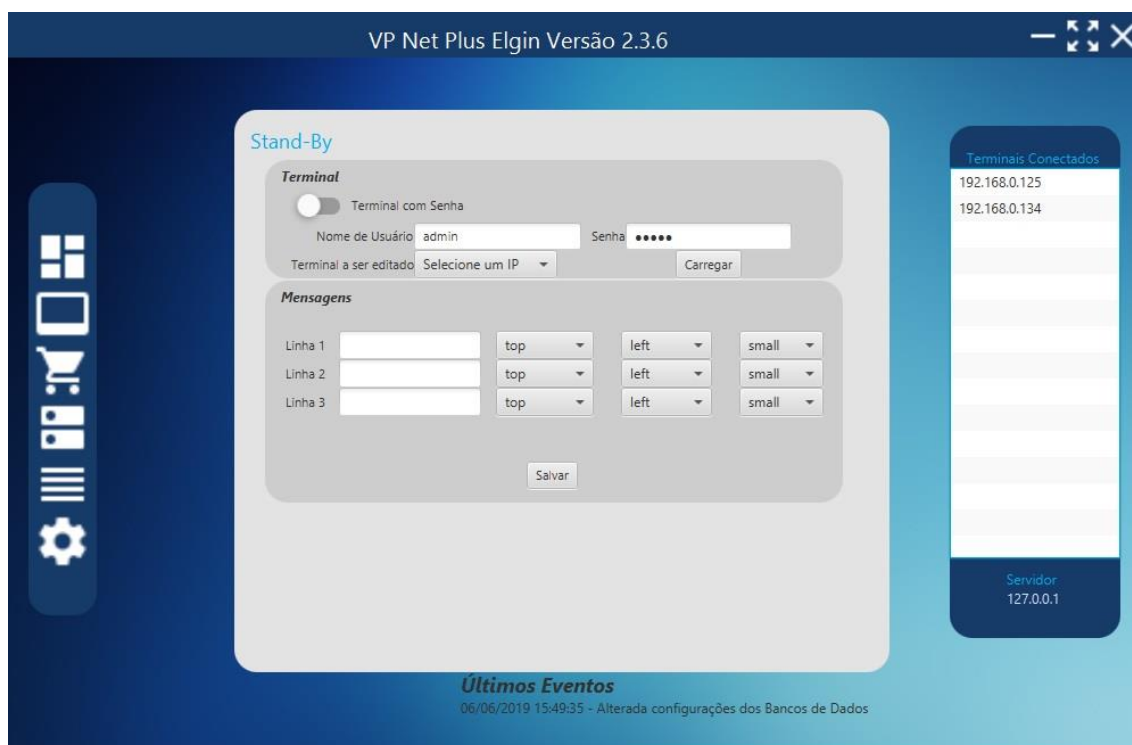 VP Net Plus Elgin Versão 2.3.6
Stand-By
Terminal
Terminal com Senha
Nome de Usuário admin Senha •••••
Terminal a ser editado Selecione um IP Carregar
Mensagens
Linha 1 top left small
Linha 2 top left small
Linha 3 top left small
Salvar
Terminais Conectados
192.168.0.125
192.168.0.134
Servidor
127.0.0.1
Últimos Eventos
06/06/2019 15:49:35 - Alterada configurações dos Bancos de Dados